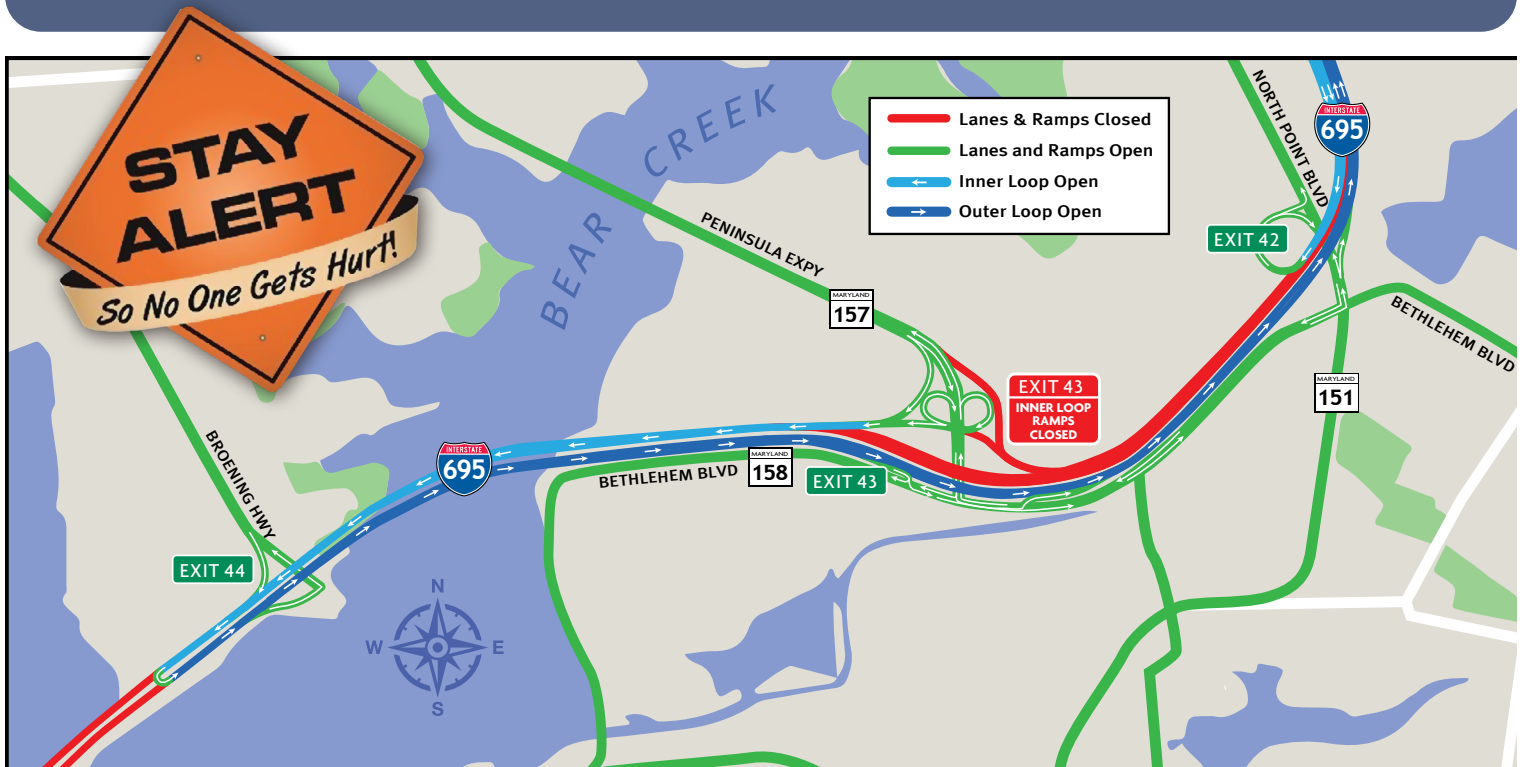 STAY
ALERT
So No One Gets Hurt!
BEAR CREEK
Lanes & Ramps Closed
Lanes and Ramps Open
Inner Loop Open
Outer Loop Open
NORTH POINT BLVD
INTERSTATE
695
EXIT 42
PENINSULA EXPY
MARYLAND
157
BETHLEHEM BLVD
EXIT 43
INNER LOOP
RAMPS
CLOSED
MARYLAND
151
BROENING HWY
INTERSTATE
695
BETHLEHEM BLVD
MARYLAND
158
EXIT 43
EXIT 44
N
W
E
S